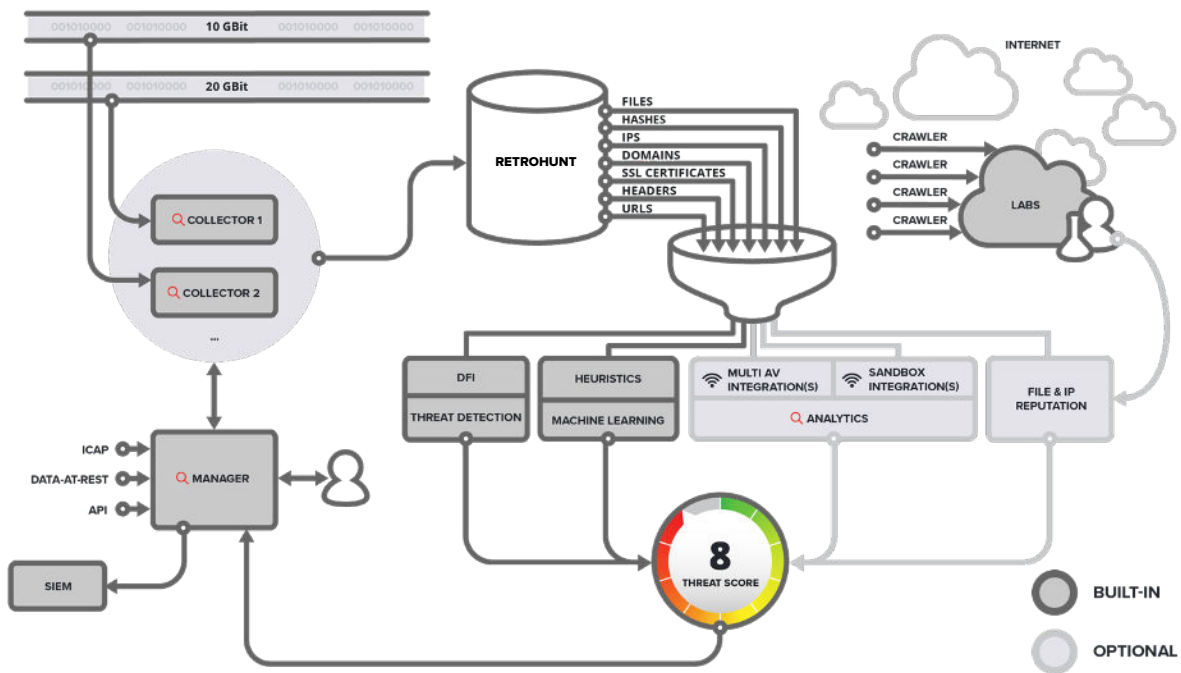 001010000 001010000 10 GBit 001010000 001010000
001010000 001010000 20 GBit 001010000 001010000
COLLECTOR 1
COLLECTOR 2
...
RETROHUNT
FILES
HASHES
IPS
DOMAINS
SSL CERTIFICATES
HEADERS
URLS
INTERNET
CRAWLER
CRAWLER
CRAWLER
CRAWLER
LABS
DFI
THREAT DETECTION
HEURISTICS
MACHINE LEARNING
MULTI AV
INTEGRATION(S)
SANDBOX
INTEGRATION(S)
ANALYTICS
FILE & IP
REPUTATION
ICAP
DATA-AT-REST
API
MANAGER
SIEM
8
THREAT SCORE
BUILT-IN
OPTIONAL